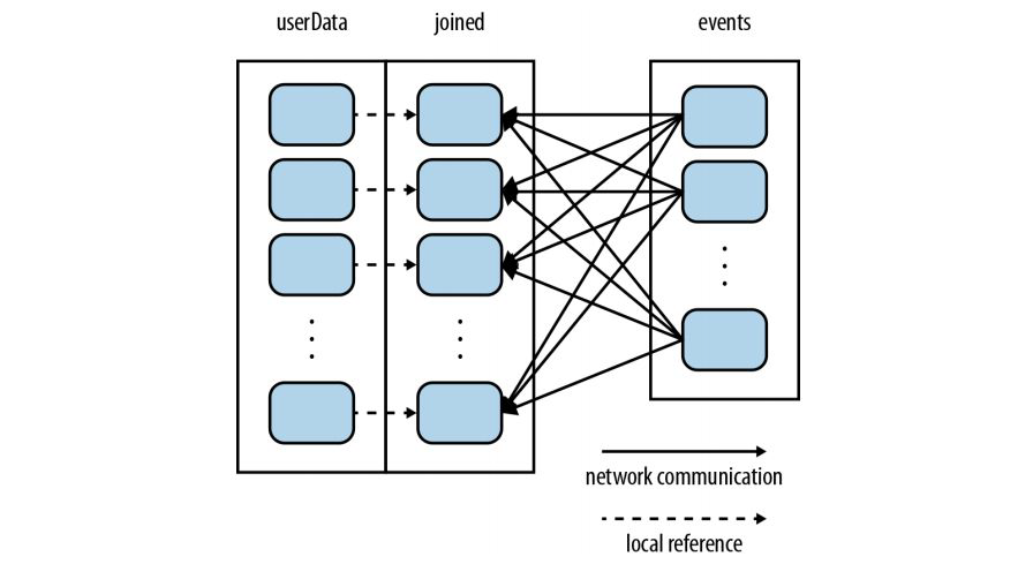 userData
joined
events
network communication
local reference